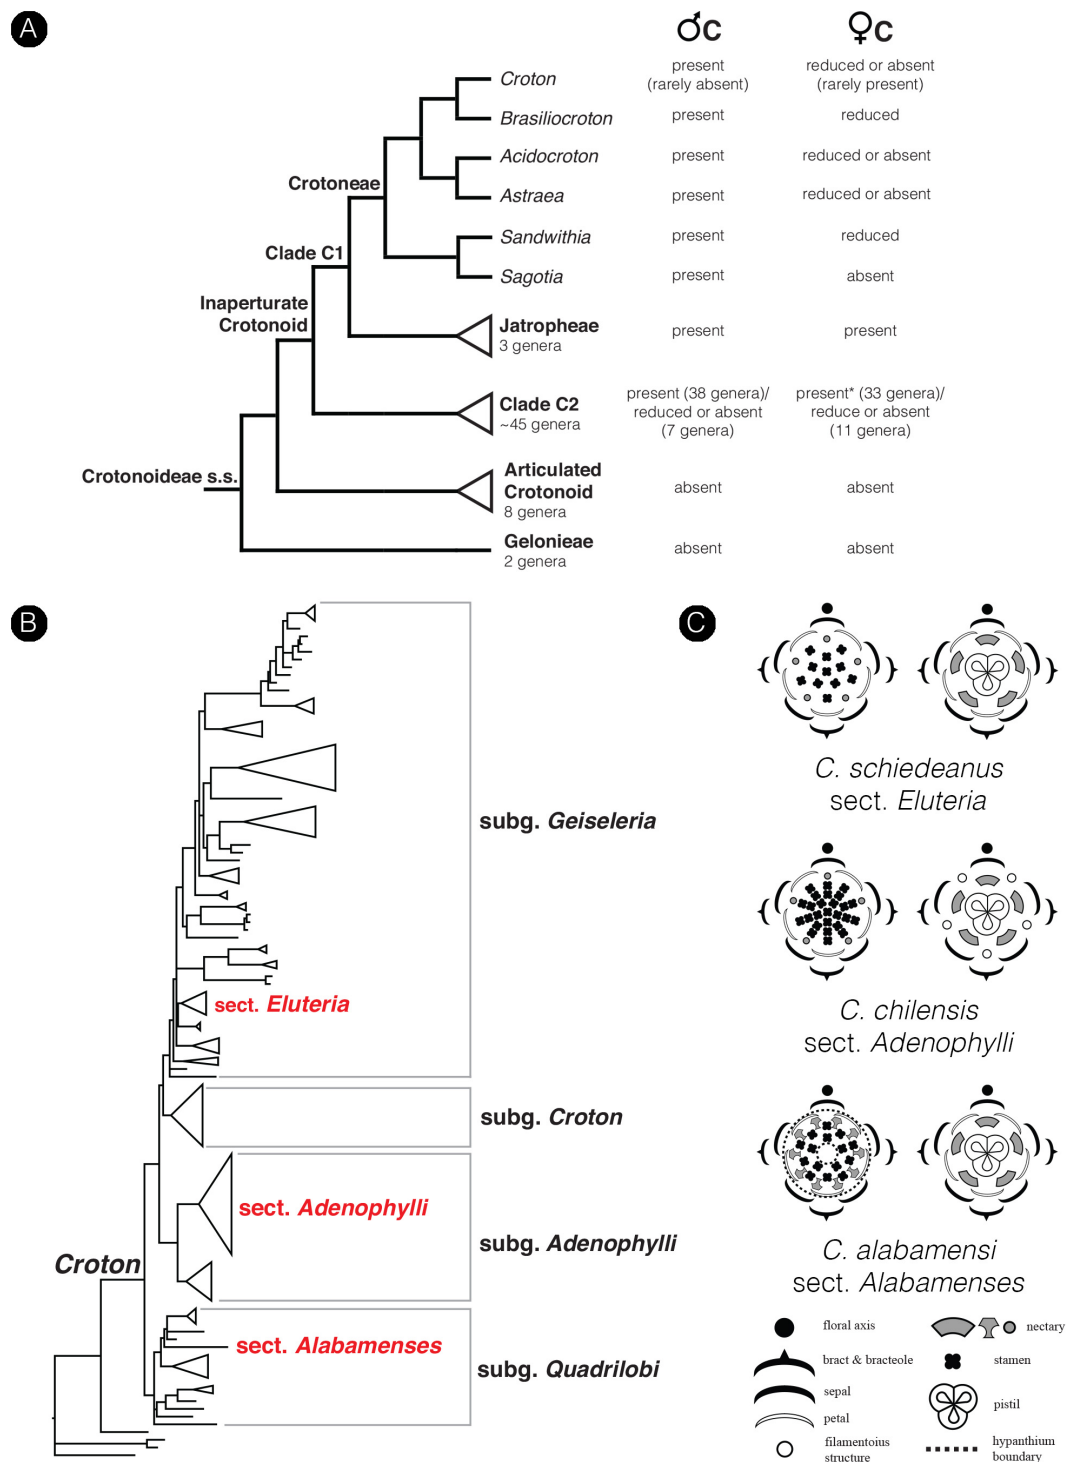 A
♂C ♀C
present reduced or absent
Croton (rarely absent) (rarely present)
Brasiliocroton present reduced
Acidocroton present reduced or absent
Crotoneae
Astraea present reduced or absent
Sandwithia present reduced
Clade C1
Sagotia present absent
Inaperturate
Crotonoid
Jatropheae present present
3 genera
present (38 genera)/ present* (33 genera)/
Clade C2 reduced or absent reduce or absent
~45 genera (7 genera) (11 genera)
Crotonoideae s.s.
Articulated
Crotonoid absent absent
8 genera
Gelonieae absent absent
2 genera
B
subg. Geiseleria
sect. Eluteria
subg. Croton
sect. Adenophylli
subg. Adenophylli
Croton
sect. Alabamenses
subg. Quadrilobi
C
C. schiedeanus
sect. Eluteria
C. chilensis
sect. Adenophylli
C. alabamensi
sect. Alabamenses
floral axis nectary
bract & bracteole stamen
sepal
pistil
petal
filamentoius hypanthium
structure boundary